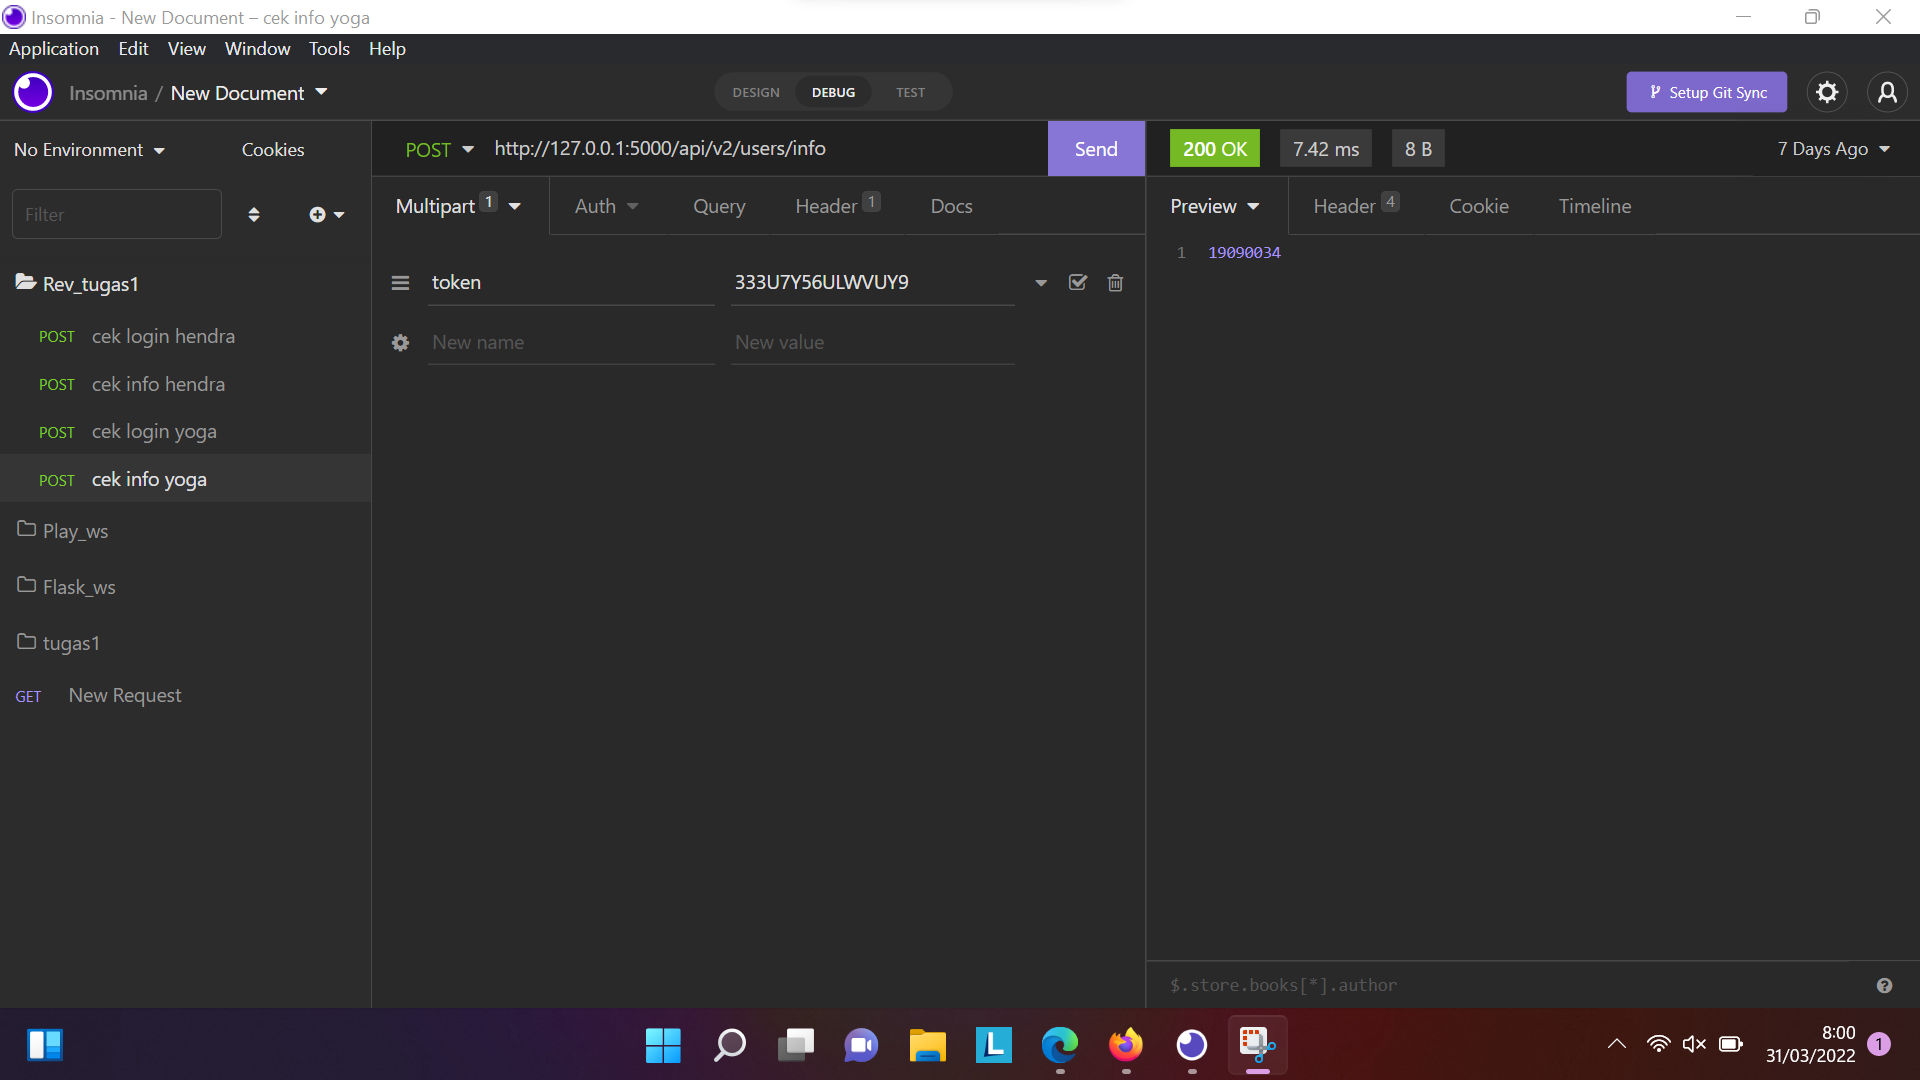 Insomnia - New Document – cek info yoga
Application Edit View Window Tools Help
Insomnia / New Document
DESIGN DEBUG TEST
Setup Git Sync
No Environment Cookies
POST http://127.0.0.1:5000/api/v2/users/info Send
200 OK 7.42 ms 8 B 7 Days Ago
Filter
Multipart 1 Auth Query Header 1 Docs
Preview Header 4 Cookie Timeline
token 333U7Y56ULWVUY9
New name New value
1 19090034
Rev_tugas1
POST cek login hendra
POST cek info hendra
POST cek login yoga
POST cek info yoga
Play_ws
Flask_ws
tugas1
GET New Request
$.store.books[*].author
L
8:00
31/03/2022
1